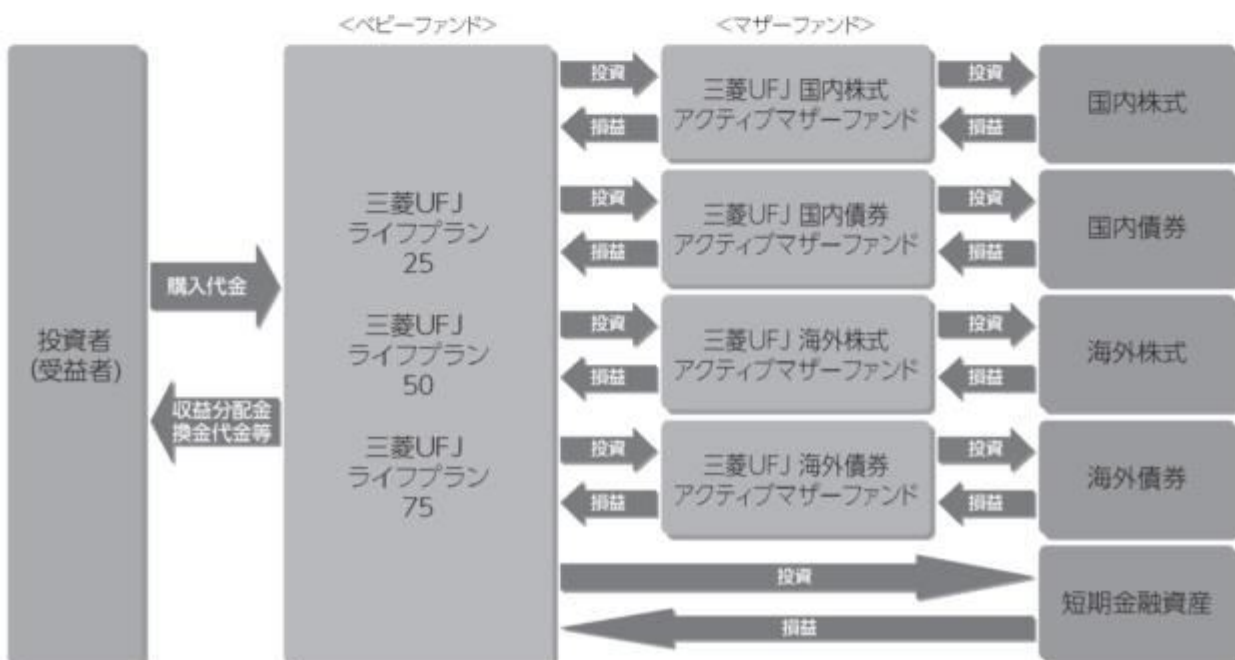 <ベビーファンド>
<マザーファンド>
投資者
(受益者)
購入代金
収益分配金
換金代金等
三菱UFJ
ライフプラン
25
三菱UFJ
ライフプラン
50
三菱UFJ
ライフプラン
75
投資
損益
三菱UFJ 国内株式
アクティブマザーファンド
投資
損益
国内株式
投資
損益
三菱UFJ 国内債券
アクティブマザーファンド
投資
損益
国内債券
投資
損益
三菱UFJ 海外株式
アクティブマザーファンド
投資
損益
海外株式
投資
損益
三菱UFJ 海外債券
アクティブマザーファンド
投資
損益
海外債券
投資
損益
短期金融資産